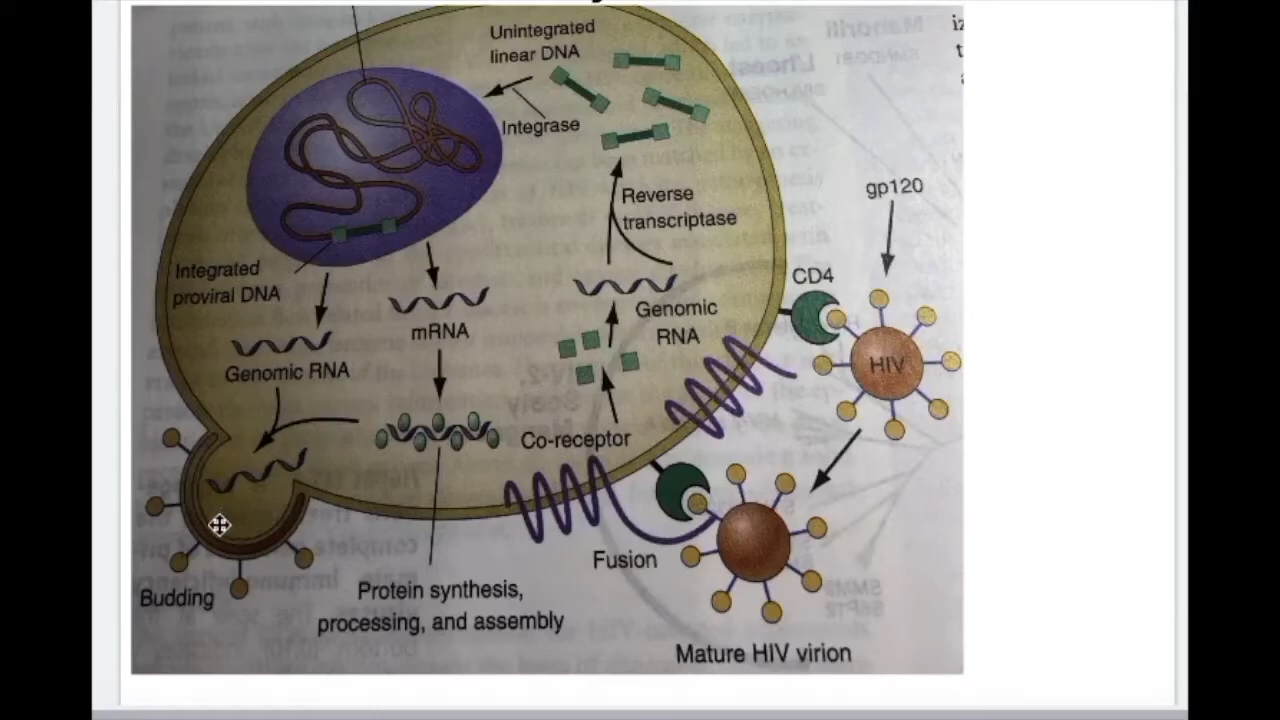 Unintegrated
linear DNA
Integrase
Reverse
transcriptase
gp120
CD4
HIV
Integrated
proviral DNA
mRNA
Genomic
RNA
Genomic RNA
Co-receptor
Fusion
Budding
Protein synthesis,
processing, and assembly
Mature HIV virion